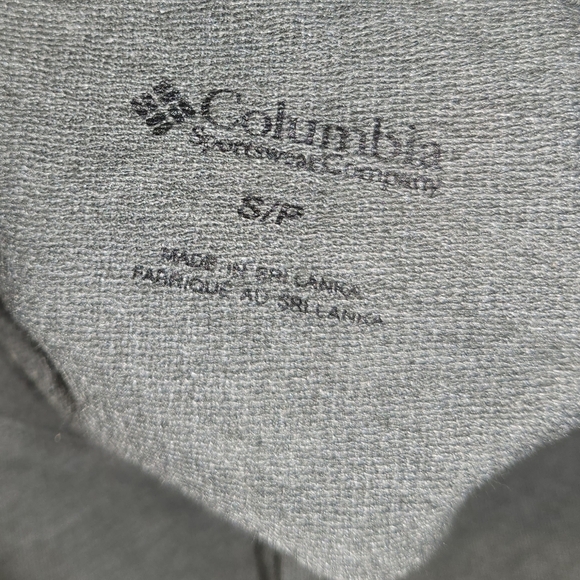 Columbia
Sportswear Company
S/P
MADE IN SRI LANKA
FABRIQUE AU SRI LANKA